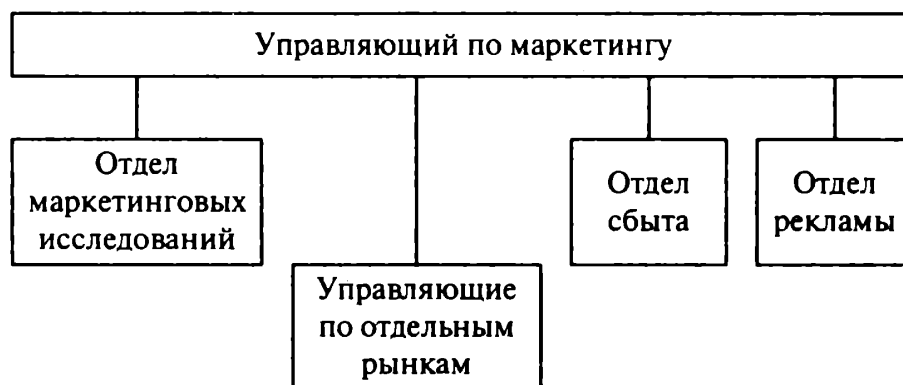 Управляющий по маркетингу
Отдел
маркетинговых
исследований
Отдел
сбыта
Отдел
рекламы
Управляющие
по отдельным
рынкам